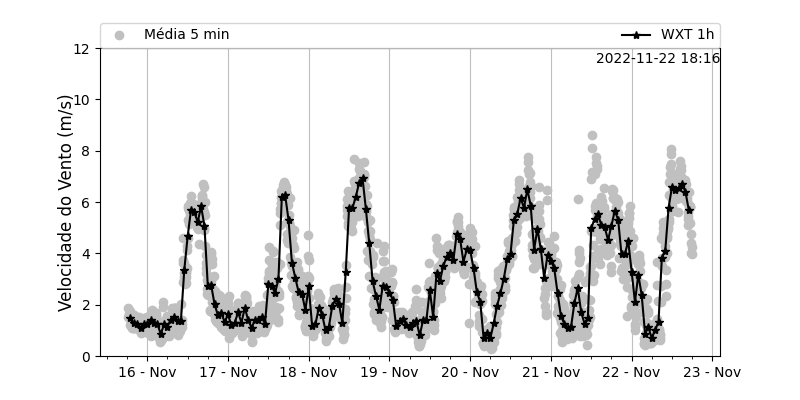 Média 5 min
WXT 1h
2022-11-22 18:16
Velocidade do Vento (m/s)
12
10
8
6
4
2
0
16 - Nov
17 - Nov
18 - Nov
19 - Nov
20 - Nov
21 - Nov
22 - Nov
23 - Nov